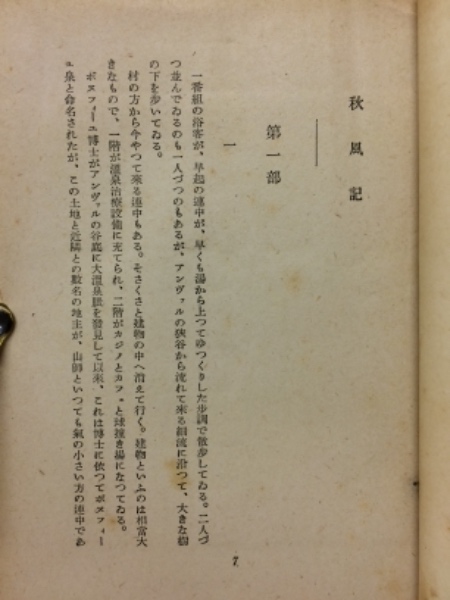 秋風記
第一部
一
一番組の浴客が、早起の連中が、早くも湯から上つてゆつくりした歩調で散歩してゐる。二人づ
つ並んでゐるのも一人づつのもあるが、アンヴァルの狹谷から流れて來る細流に沿つて、大きな樹
の下を歩いてゐる。
村の方から今やつて來る連中もある。そさくさと建物の中へ消えて行く。建物といふのは相當大
きなもので、一階が溫泉治療設備に充てられ、二階がカジノとカフェと球撞き場になつてゐる。
ボヌフィーユ博士がアンヴァルの谷底に大溫泉脈を發見して以來、これは博士に依つてボヌフィー
ユ泉と命名されたが、この土地と近隣との數名の地主が、山師といつても氣の小さい方の連中であ
7